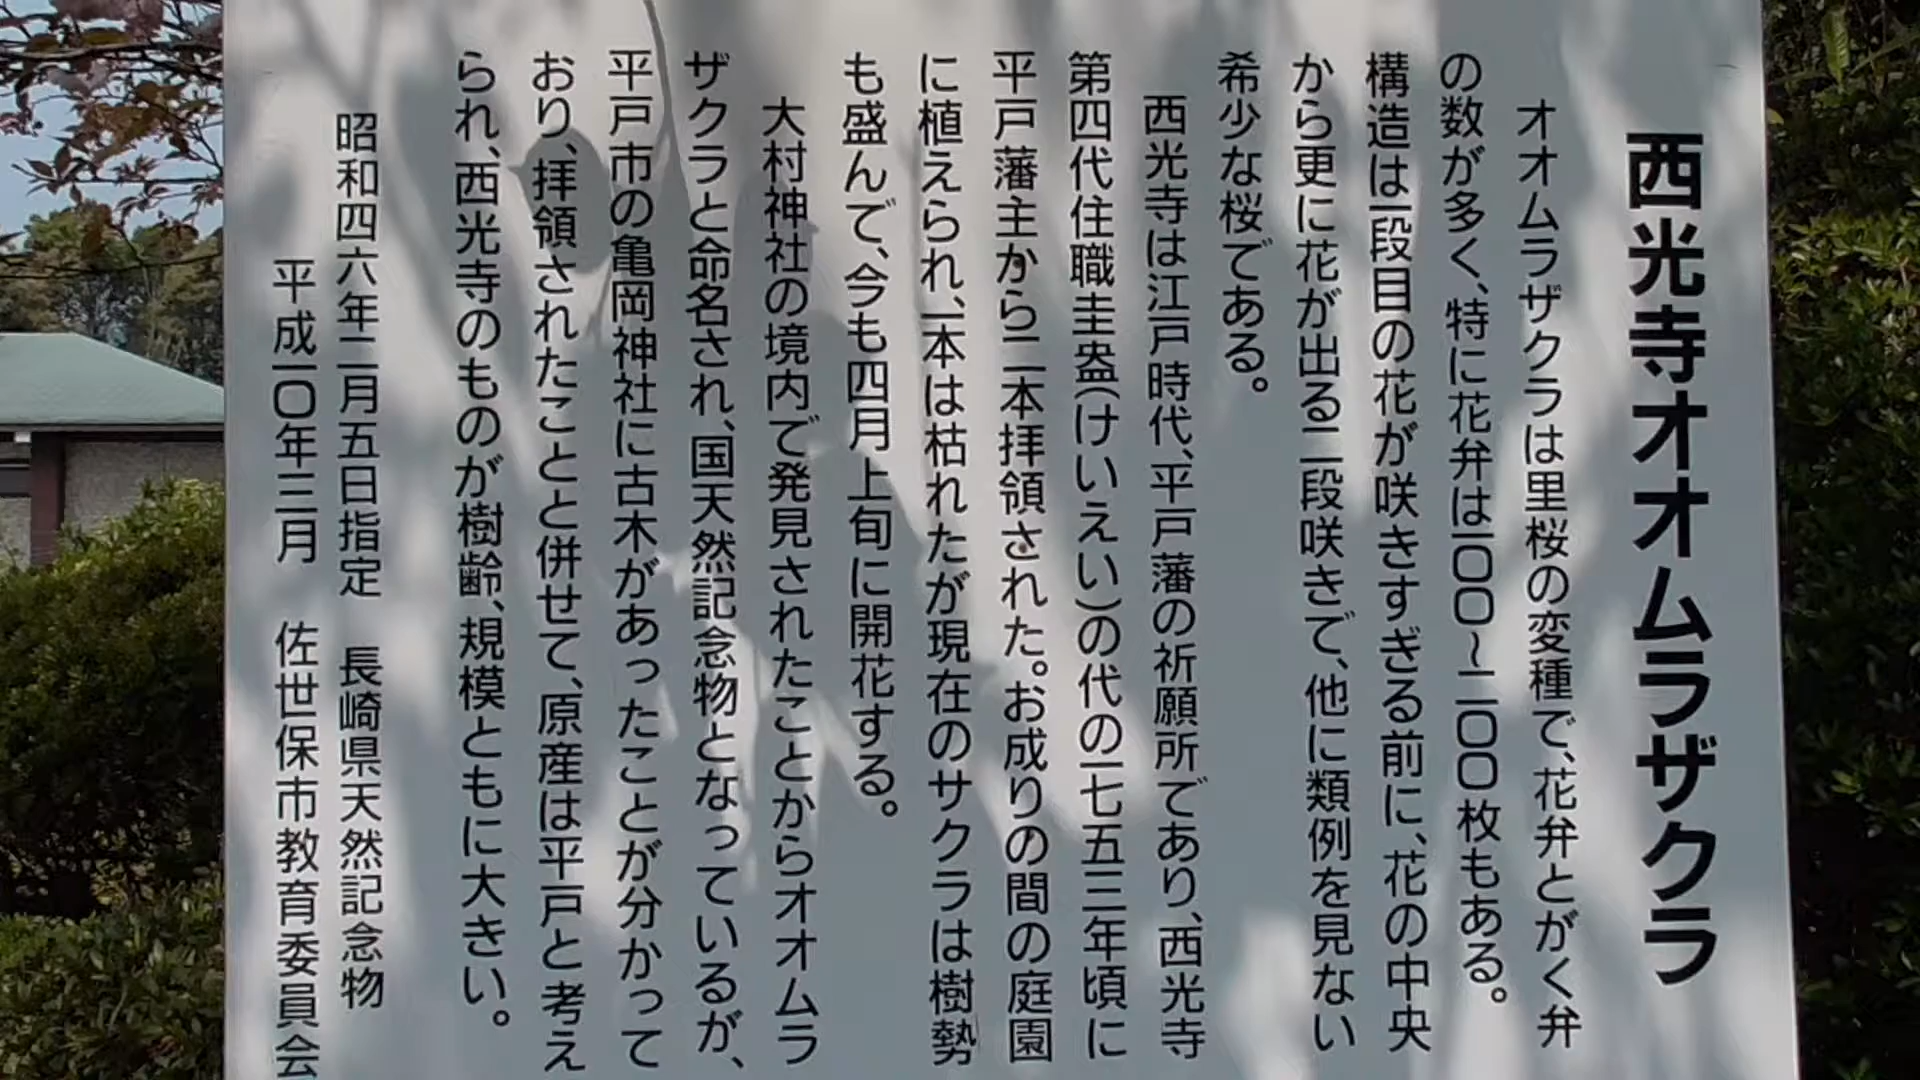 西光寺オオムラザクラ
オオムラザクラは里桜の変種で、花弁とがく弁
の数が多く、特に花弁は一〇〇～二〇〇枚もある。
構造は一段目の花が咲きすぎる前に、花の中央
から更に花が出る二段咲きで、他に類例を見ない
希少な桜である。
西光寺は江戸時代、平戸藩の祈願所であり、西光寺
第四代住職圭盌(けいえい)の代の一七五三年頃に
平戸藩主から二本拝領された。お成りの間の庭園
に植えられ、一本は枯れたが現在のサクラは樹勢
も盛んで、今も四月上旬に開花する。
大村神社の境内で発見されたことからオオムラ
ザクラと命名され、国天然記念物となっているが、
平戸市の亀岡神社に古木があったことが分かって
おり、拝領されたことと併せて、原産は平戸と考え
られ、西光寺のものが樹齢、規模ともに大きい。
昭和四六年二月五日指定　長崎県天然記念物
平成一〇年三月　佐世保市教育委員会